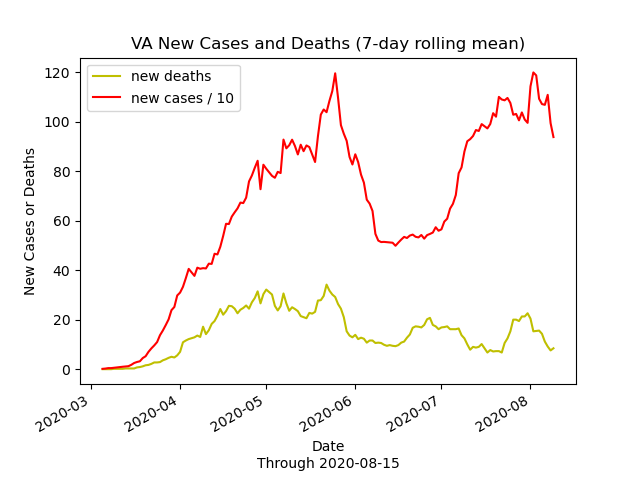 VA New Cases and Deaths (7-day rolling mean)
new deaths
new cases / 10
120
100
80
60
40
20
0
New Cases or Deaths
2020-03
2020-04
2020-05
2020-06
2020-07
2020-08
Date
Through 2020-08-15